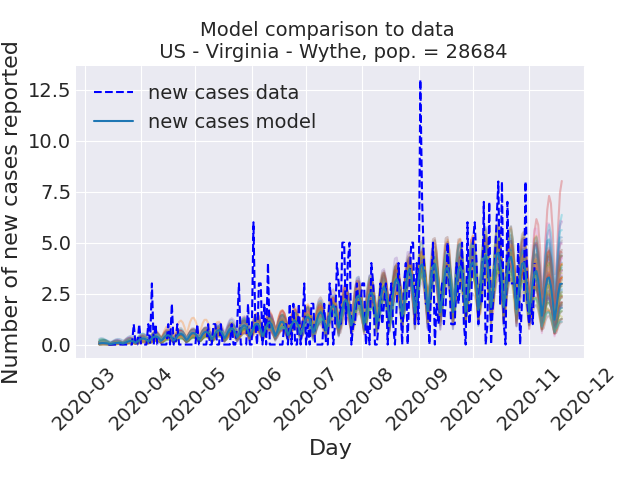 Model comparison to data
US - Virginia - Wythe, pop. = 28684
Number of new cases reported
12.5
10.0
7.5
5.0
2.5
0.0
new cases data
new cases model
2020-03
2020-04
2020-05
2020-06
2020-07
2020-08
2020-09
2020-10
2020-11
2020-12
Day